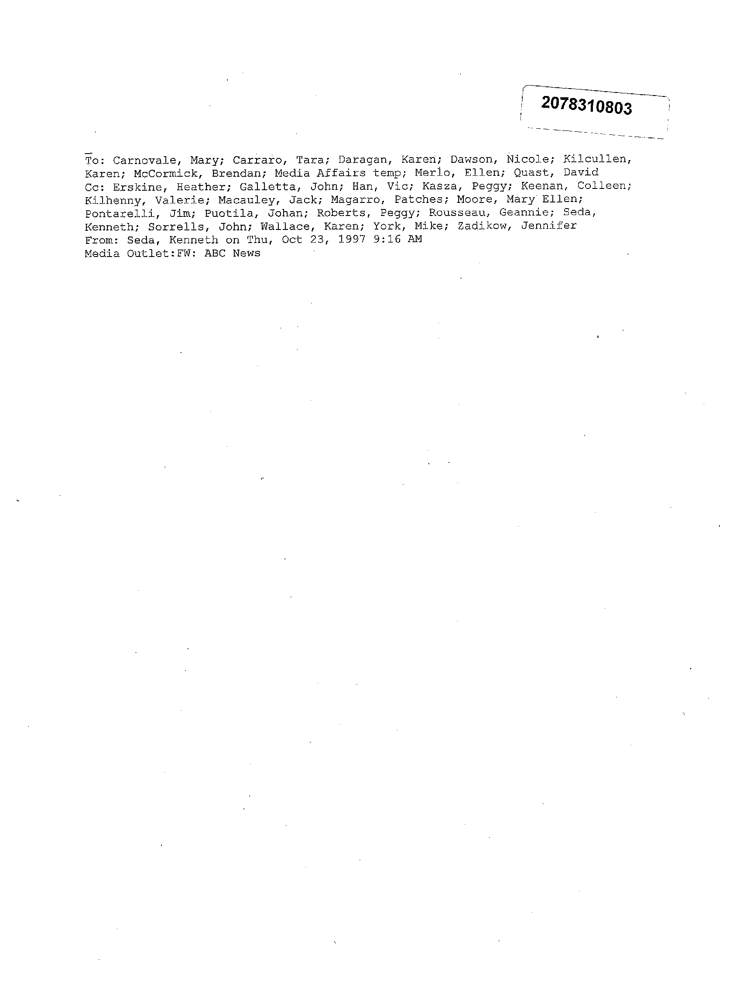 2078310803
To: Carnovale, Mary; Carraro, Tara; Daragan, Karen; Dawson, Nicole; Kilcullen,
Karen; McCormick, Brendan; Media Affairs temp; Merlo, Ellen; Quast, David
Cc: Erskine, Heather; Galletta, John; Han, Vic; Kasza, Peggy; Keenan, Colleen;
Kilhenny, Valerie; Macauley, Jack; Magarro, Patches; Moore, Mary Ellen;
Pontarelli, Jim; Puotila, Johan; Roberts, Peggy; Rousseau, Geannie; Seda,
Kenneth; Sorrells, John; Wallace, Karen; York, Mike; Zadikow, Jennifer
From: Seda, Kenneth on Thu, Oct 23, 1997 9:16 AM
Media Outlet:FW: ABC News